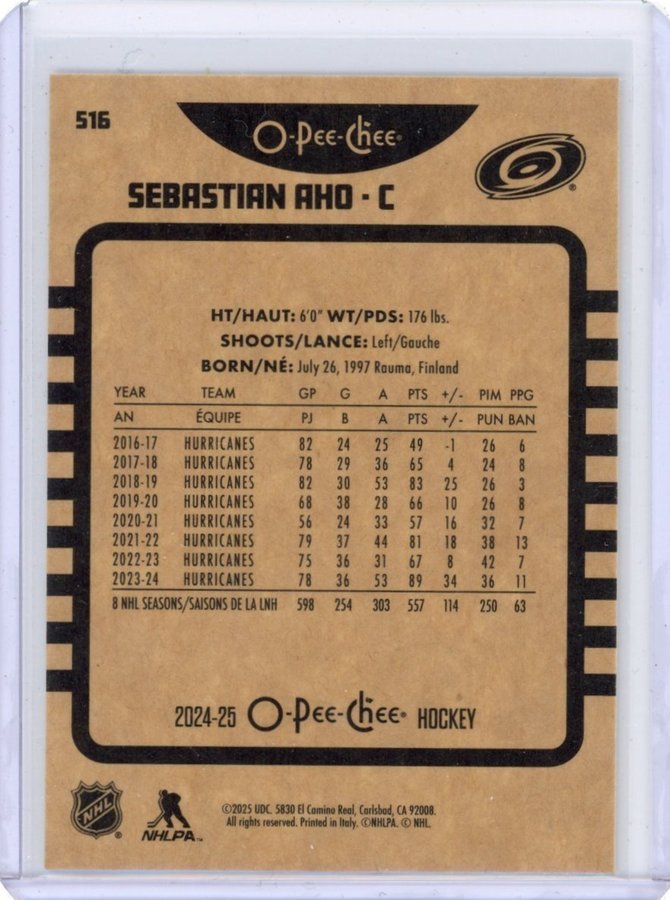 516
O-Pee-Chee®
SEBASTIAN AHO · C
®
HT/HAUT: 6'0" WT/PDS: 176 lbs.
SHOOTS/LANCE: Left/Gauche
BORN/NÉ: July 26, 1997 Rauma, Finland
YEAR TEAM GP G A PTS +/- PIM PPG
AN ÉQUIPE PJ B A PTS +/- PUN BAN
2016-17 HURRICANES 82 24 25 49 -1 26 6
2017-18 HURRICANES 78 29 36 65 4 24 8
2018-19 HURRICANES 82 30 53 83 25 26 3
2019-20 HURRICANES 68 38 28 66 10 26 8
2020-21 HURRICANES 56 24 33 57 16 32 7
2021-22 HURRICANES 79 37 44 81 18 38 13
2022-23 HURRICANES 75 36 31 67 8 42 7
2023-24 HURRICANES 78 36 53 89 34 36 11
8 NHL SEASONS/SAISONS DE LA LNH 598 254 303 557 114 250 63
2024-25 O-Pee-Chee® HOCKEY
NHL ®
NHLPA™
©2025 UDC. 5830 El Camino Real, Carlsbad, CA 92008.
All rights reserved. Printed in Italy. ©NHLPA. © NHL.